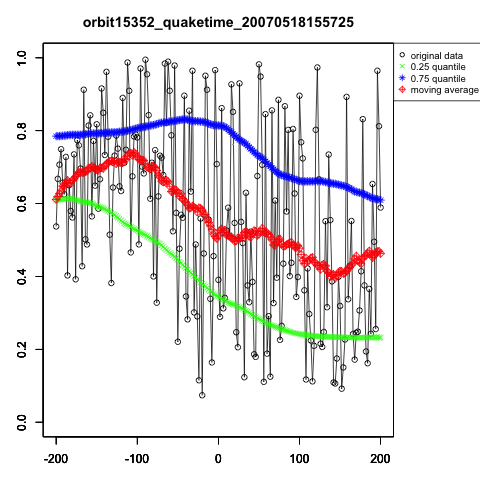 orbit15352_quaketime_20070518155725
original data
0.25 quantile
0.75 quantile
moving average
1.0
0.8
0.6
0.4
0.2
0.0
-200 -100 0 100 200